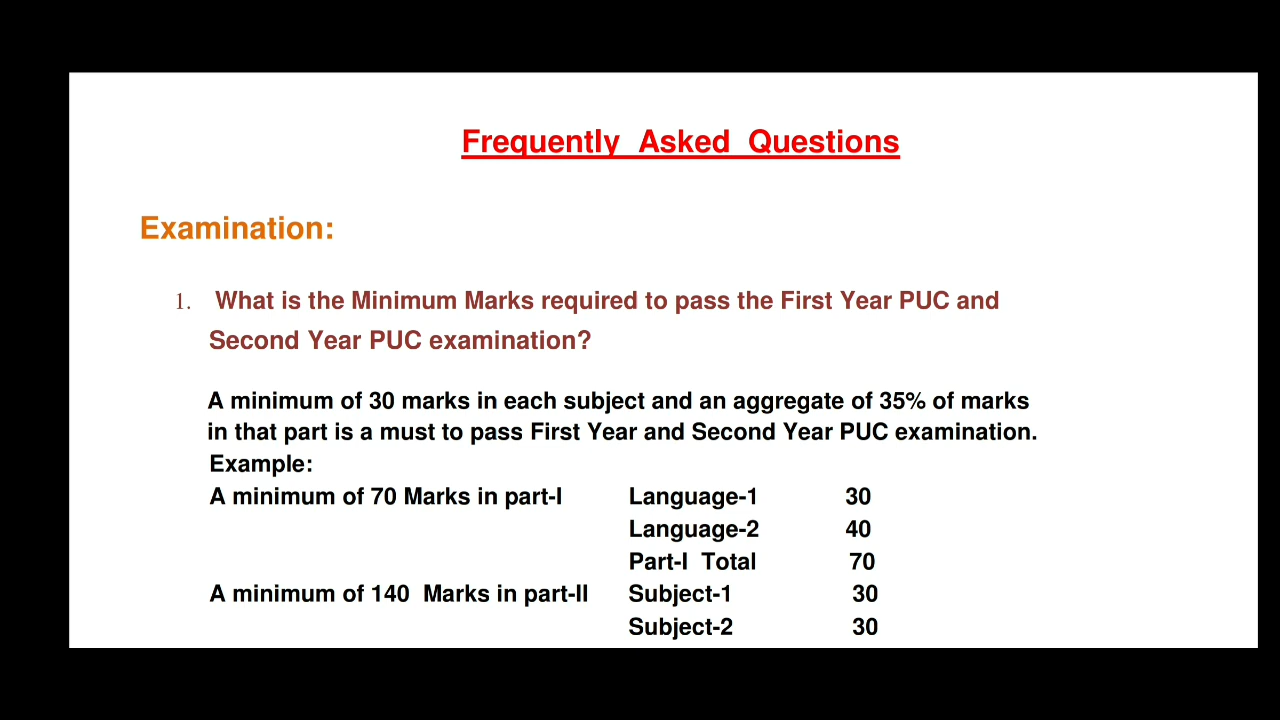 Frequently Asked Questions
Examination:
1. What is the Minimum Marks required to pass the First Year PUC and
Second Year PUC examination?
A minimum of 30 marks in each subject and an aggregate of 35% of marks
in that part is a must to pass First Year and Second Year PUC examination.
Example:
A minimum of 70 Marks in part-I Language-1 30
Language-2 40
Part-I Total 70
A minimum of 140 Marks in part-II Subject-1 30
Subject-2 30